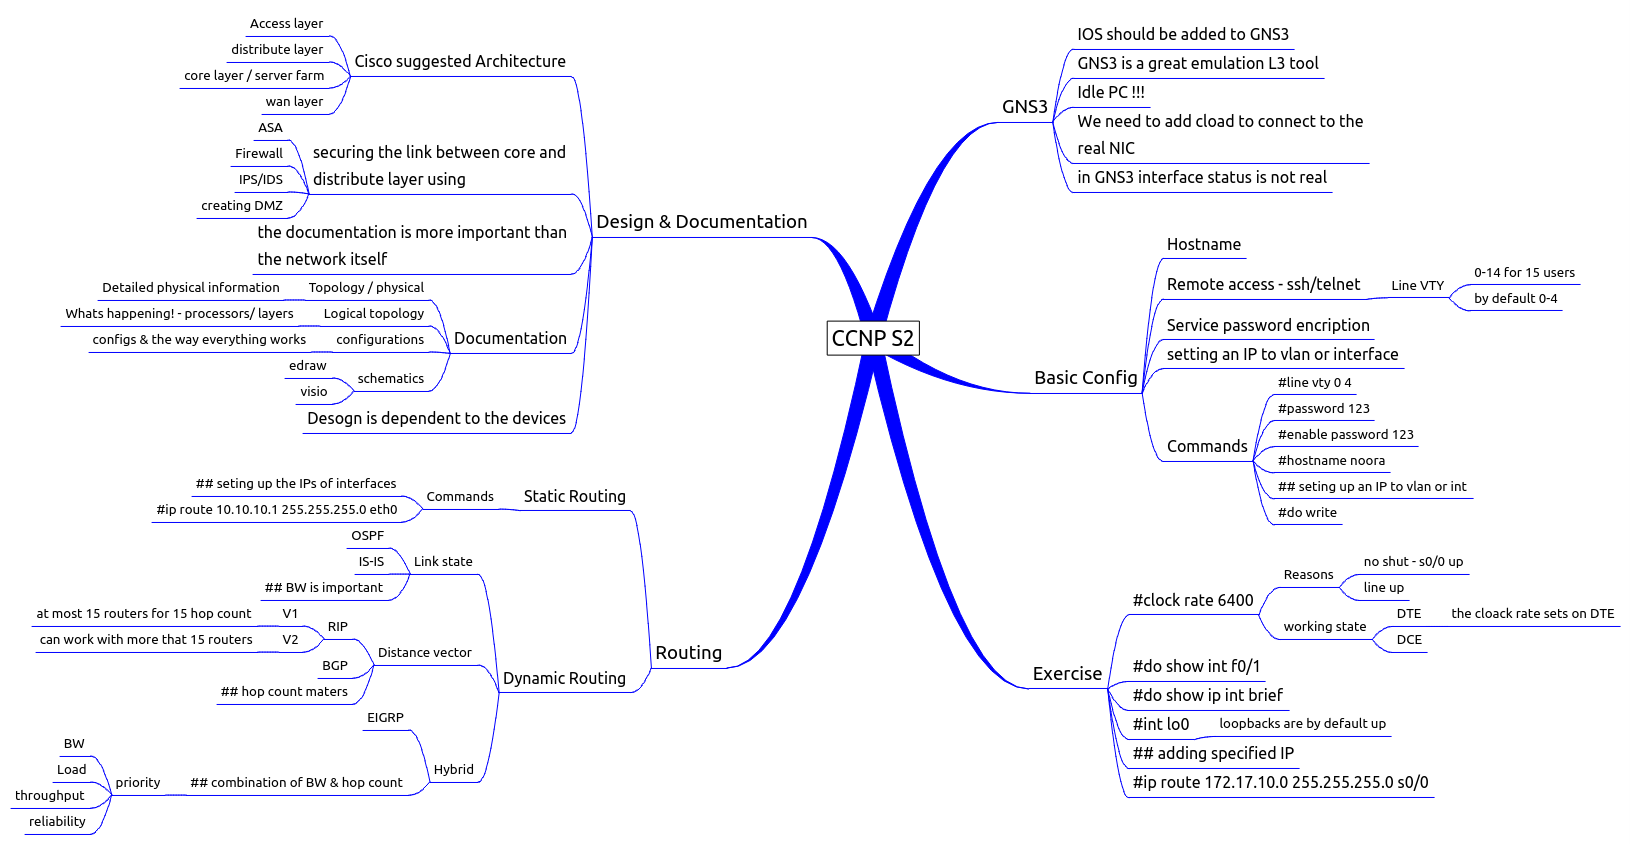 CCNP S2
Design & Documentation
Cisco suggested Architecture
Access layer
distribute layer
core layer / server farm
wan layer
securing the link between core and
distribute layer using
ASA
Firewall
IPS/IDS
creating DMZ
the documentation is more important than
the network itself
Documentation
Topology / physical
Detailed physical information
Logical topology
Whats happening! - processors/ layers
configurations
configs & the way everything works
schematics
edraw
visio
Desogn is dependent to the devices
Routing
Static Routing
Commands
## seting up the IPs of interfaces
#ip route 10.10.10.1 255.255.255.0 eth0
Dynamic Routing
Link state
OSPF
IS-IS
## BW is important
Distance vector
RIP
V1
at most 15 routers for 15 hop count
V2
can work with more that 15 routers
BGP
## hop count maters
Hybrid
EIGRP
## combination of BW & hop count
priority
BW
Load
throughput
reliability
GNS3
IOS should be added to GNS3
GNS3 is a great emulation L3 tool
Idle PC !!!
We need to add cload to connect to the
real NIC
in GNS3 interface status is not real
Basic Config
Hostname
Remote access - ssh/telnet
Line VTY
0-14 for 15 users
by default 0-4
Service password encription
setting an IP to vlan or interface
Commands
#line vty 0 4
#password 123
#enable password 123
#hostname noora
## seting up an IP to vlan or int
#do write
Exercise
#clock rate 6400
Reasons
no shut - s0/0 up
line up
working state
DTE
the cloack rate sets on DTE
DCE
#do show int f0/1
#do show ip int brief
#int lo0
loopbacks are by default up
## adding specified IP
#ip route 172.17.10.0 255.255.255.0 s0/0